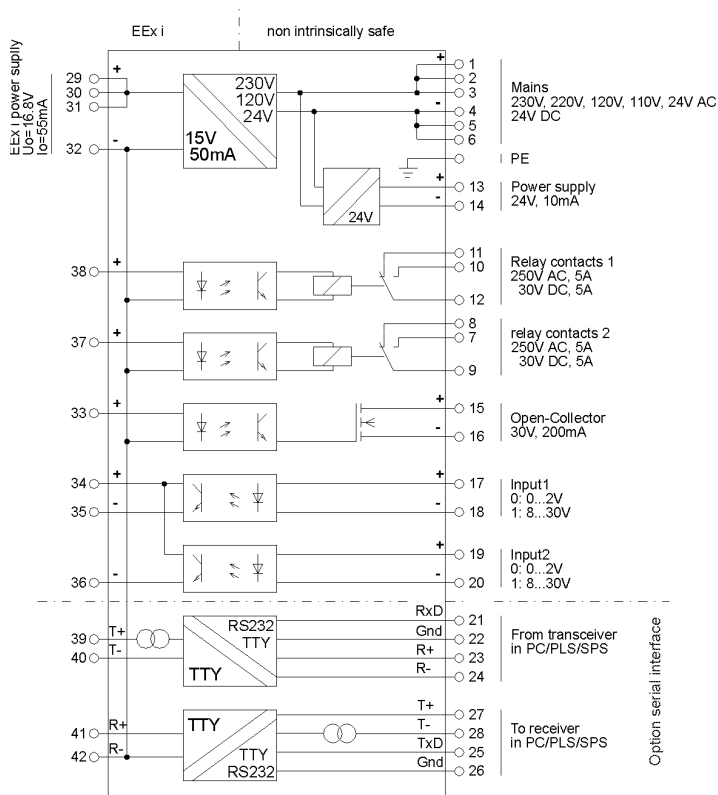 EEx i
non intrinsically safe
EEx i power supply
Uo= 16.8V
Io=55mA
+
29
30
31
-
32
230V
120V
24V
15V
50mA
+
1
2
3
-
4
5
6
Mains
230V, 220V, 120V, 110V, 24V AC
24V DC
PE
24V
+
13
-
14
Power supply
24V, 10mA
+
38
11
10
12
Relay contacts 1
250V AC, 5A
30V DC, 5A
+
37
8
7
9
relay contacts 2
250V AC, 5A
30V DC, 5A
+
33
+
15
-
16
Open-Collector
30V, 200mA
+
34
-
35
+
17
-
18
Input1
0: 0...2V
1: 8...30V
-
36
+
19
-
20
Input2
0: 0...2V
1: 8...30V
39
T+
40
T-
RS232
TTY
TTY
RxD
21
Gnd
22
R+
23
R-
24
From transceiver
in PC/PLS/SPS
41
R+
42
R-
TTY
TTY
RS232
T+
27
T-
28
TxD
25
Gnd
26
To receiver
in PC/PLS/SPS
Option serial interface